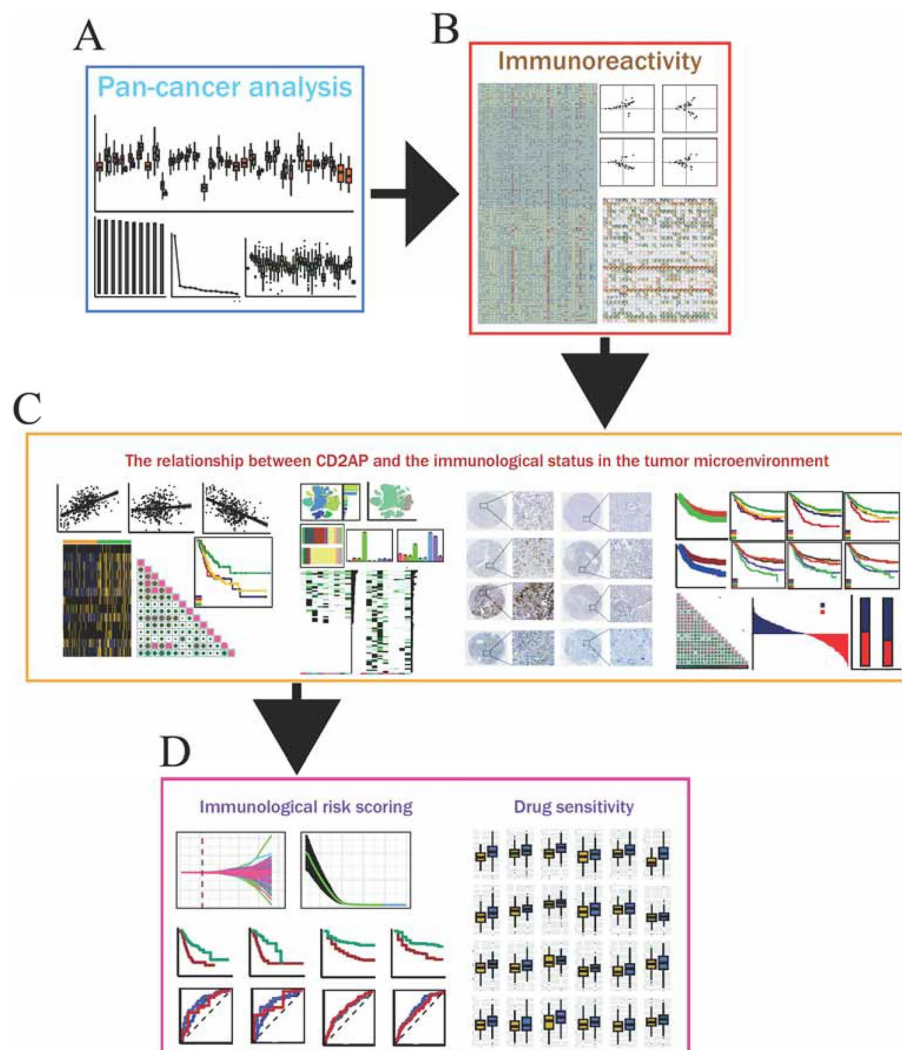 A
B
Pan-cancer analysis
Immunoreactivity
C
The relationship between CD2AP and the immunological status in the tumor microenvironment
D
Immunological risk scoring
Drug sensitivity